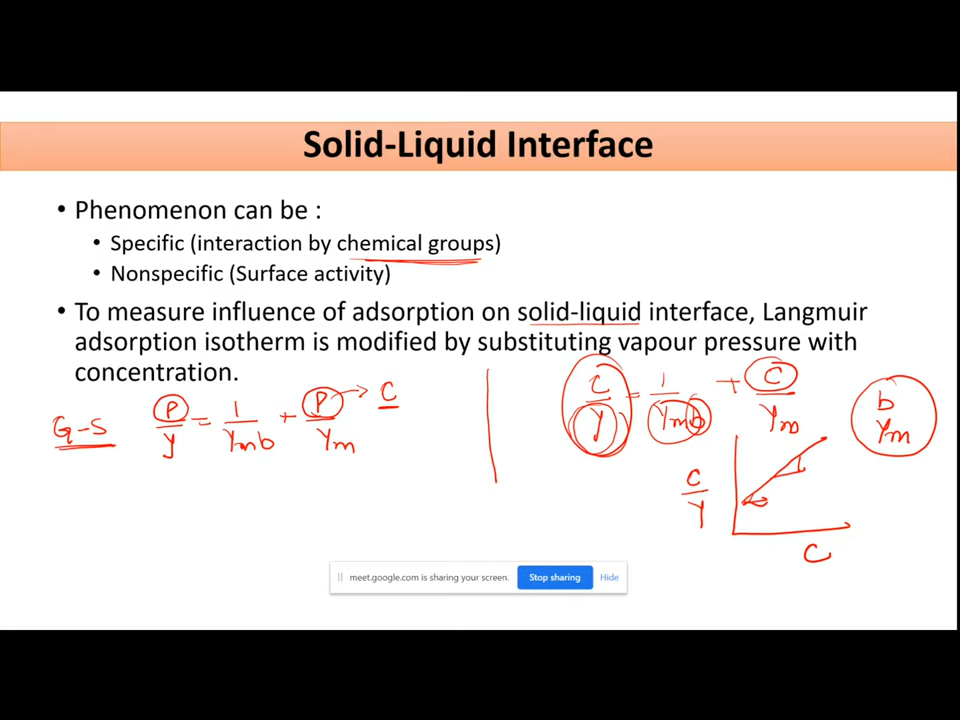 Solid-Liquid Interface
• Phenomenon can be :
• Specific (interaction by chemical groups)
• Nonspecific (Surface activity)
• To measure influence of adsorption on solid-liquid interface, Langmuir
adsorption isotherm is modified by substituting vapour pressure with
concentration.
G-S P/y = 1/Ymb + P/Ym → C
C/Y = 1/Ymb + C/Ym
b
Ym
C/Y
C
meet.google.com is sharing your screen. Stop sharing Hide